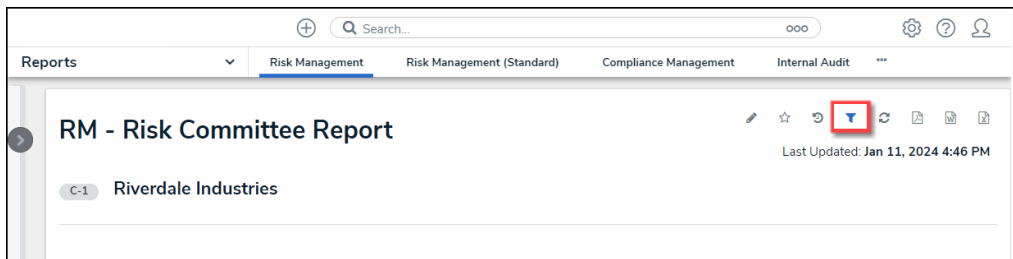 Search...
Reports Risk Management Risk Management (Standard) Compliance Management Internal Audit
RM - Risk Committee Report
Last Updated: Jan 11, 2024 4:46 PM
C-1 Riverdale Industries